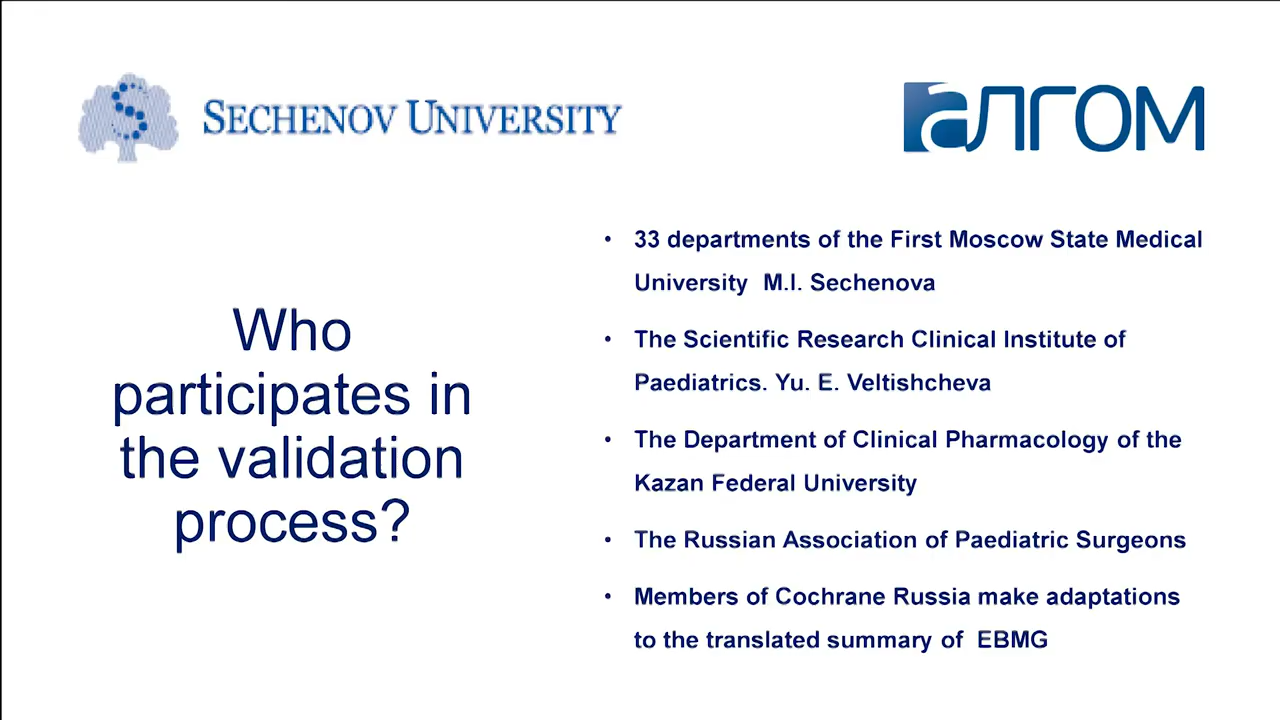 SECHENOV UNIVERSITY
алгом
Who
participates in
the validation
process?
• 33 departments of the First Moscow State Medical
University M.I. Sechenova
• The Scientific Research Clinical Institute of
Paediatrics. Yu. E. Veltishcheva
• The Department of Clinical Pharmacology of the
Kazan Federal University
• The Russian Association of Paediatric Surgeons
• Members of Cochrane Russia make adaptations
to the translated summary of EBMG